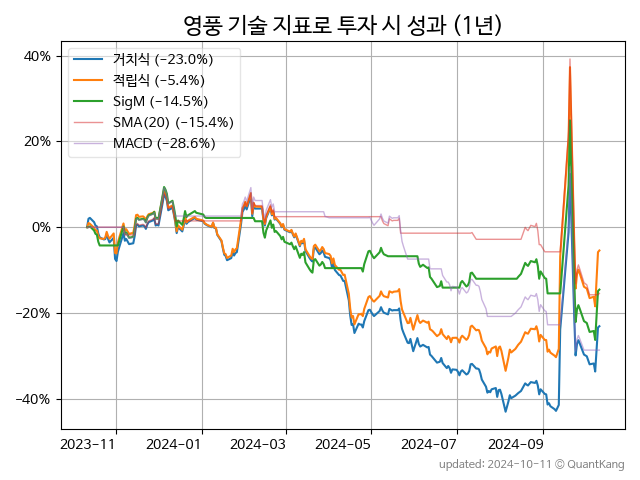 영풍 기술 지표로 투자 시 성과 (1년)
거치식 (-23.0%)
적립식 (-5.4%)
SigM (-14.5%)
SMA(20) (-15.4%)
MACD (-28.6%)
40%
20%
0%
-20%
-40%
2023-11
2024-01
2024-03
2024-05
2024-07
2024-09
updated: 2024-10-11 © QuantKang